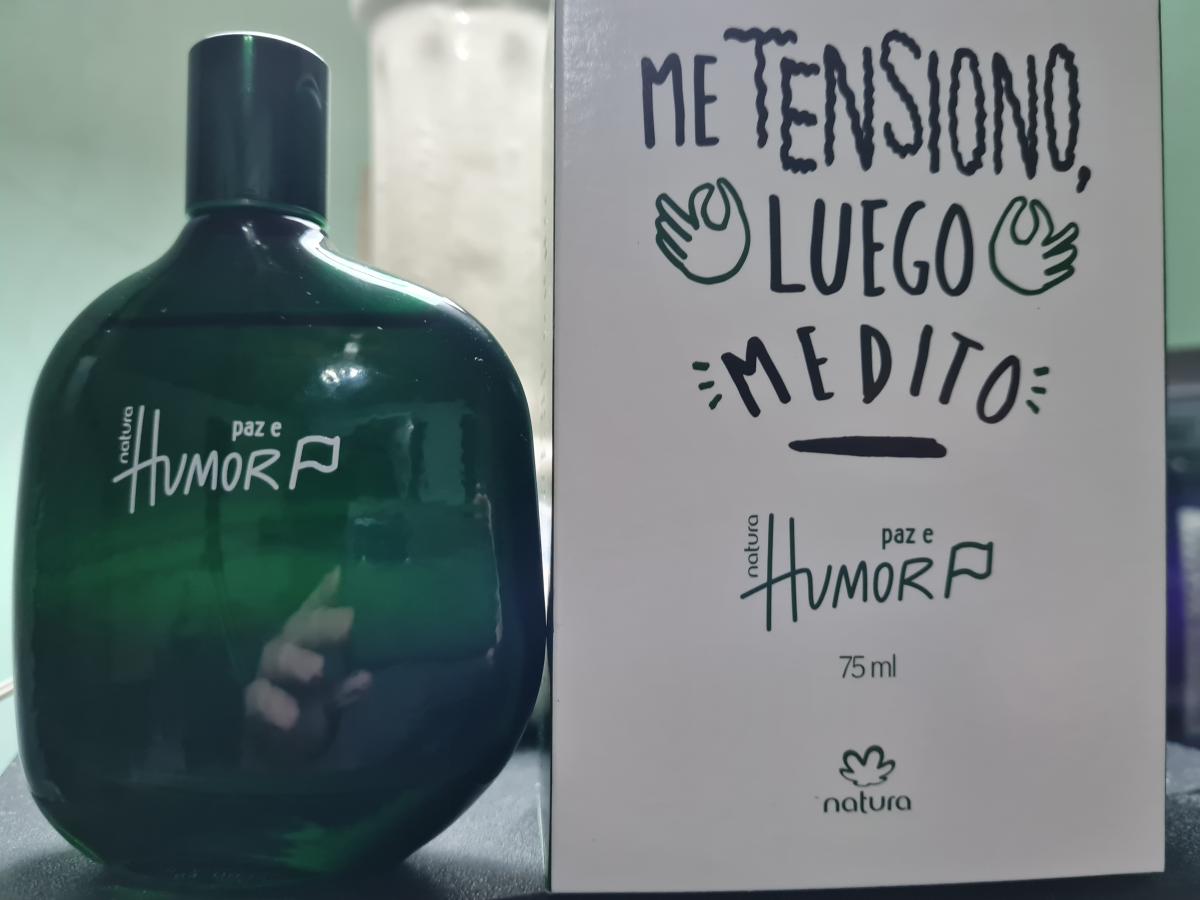 natura
paz e
HUMOR
ME TENSIONO,
LUEGO
MEDITO
natura
paz e
HUMOR
75 ml
natura